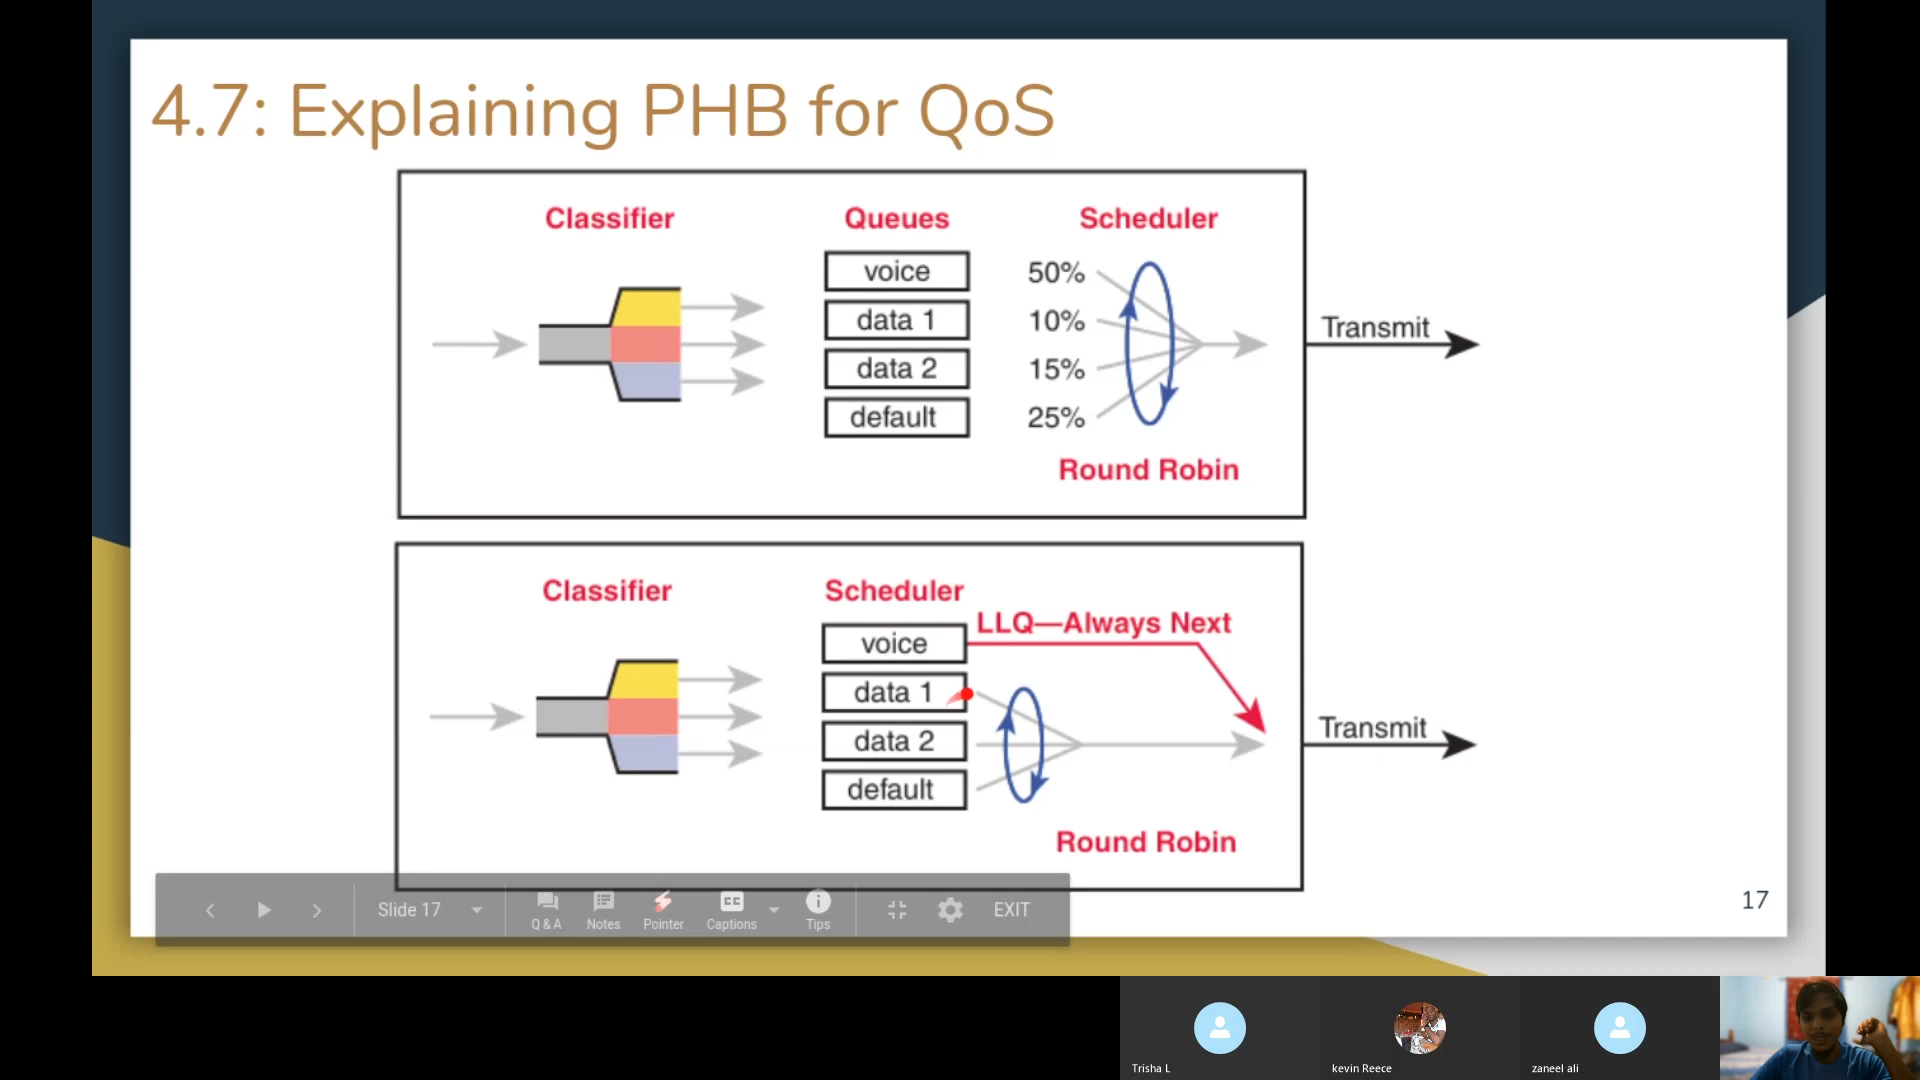 4.7: Explaining PHB for QoS
Classifier
Queues
Scheduler
voice
50%
data 1
10%
data 2
15%
default
25%
Round Robin
Transmit
Classifier
Scheduler
LLQ—Always Next
voice
data 1
data 2
default
Round Robin
Transmit
17
Slide 17
Q & A
Notes
Pointer
CC
Captions
Tips
EXIT
Trisha L
kevin Reece
zaneel ali